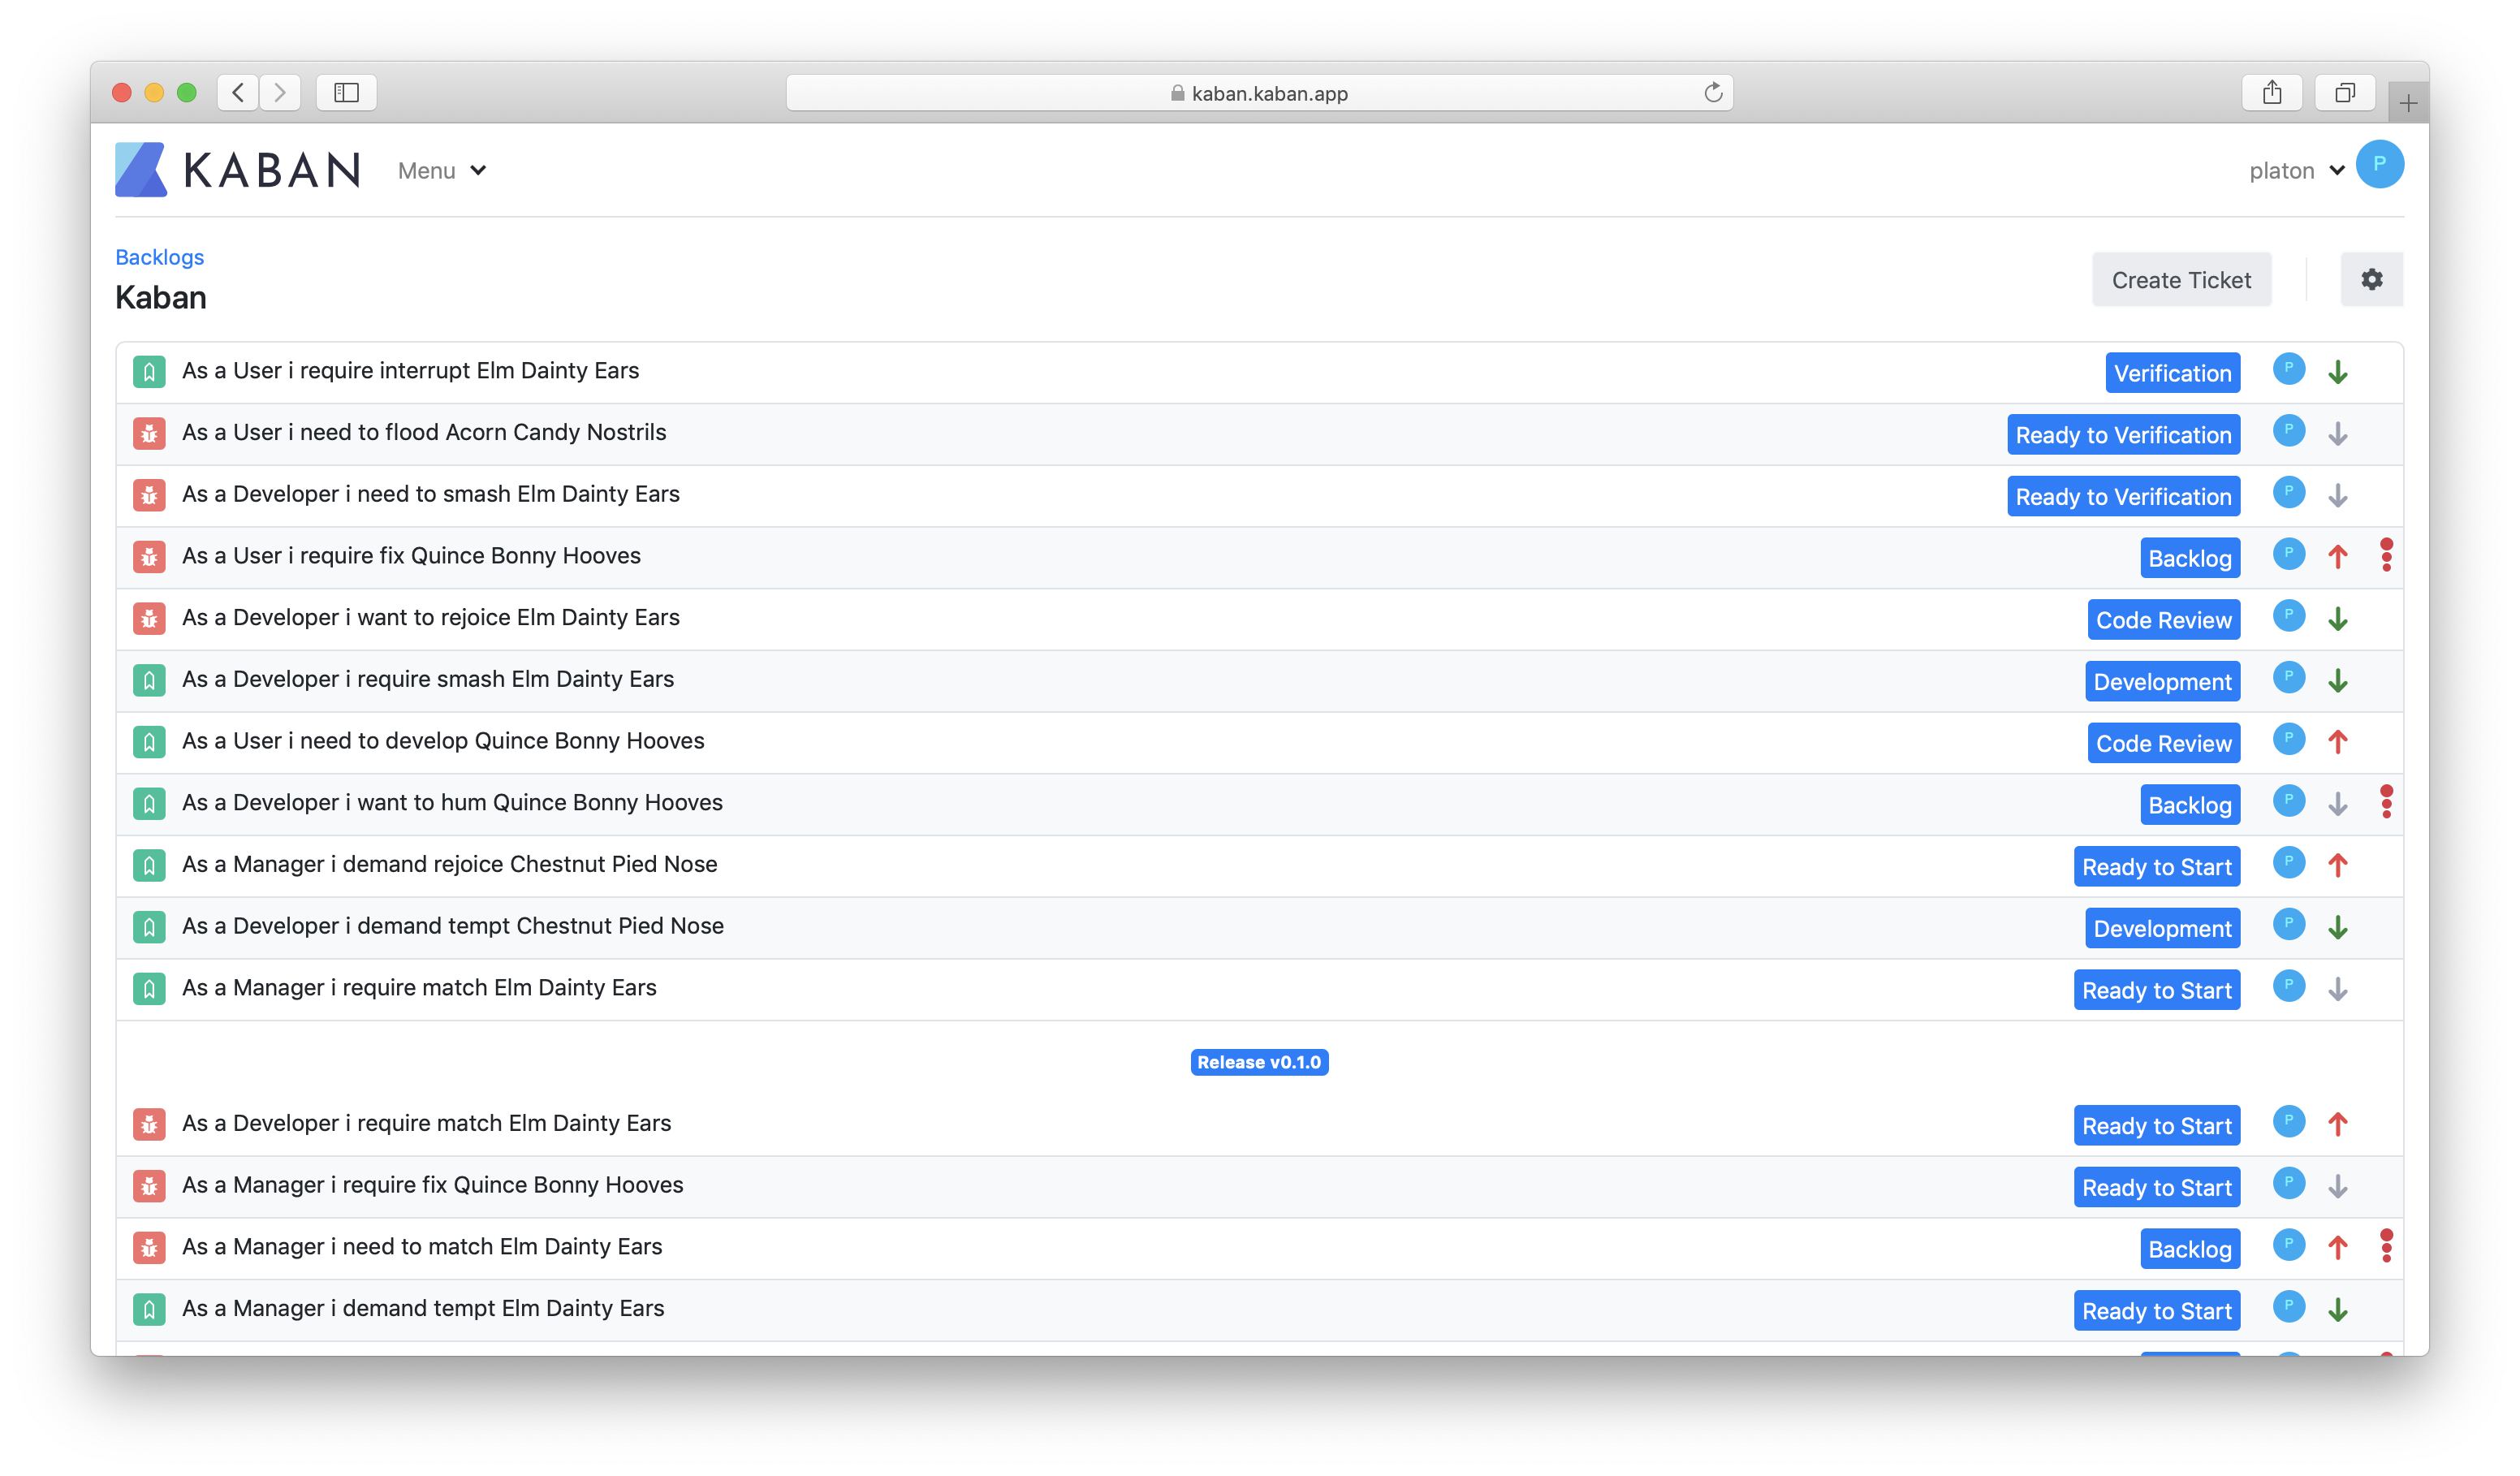 kaban.kaban.app
KABAN Menu platon P
Backlogs
Kaban
Create Ticket
As a User i require interrupt Elm Dainty Ears Verification P
As a User i need to flood Acorn Candy Nostrils Ready to Verification P
As a Developer i need to smash Elm Dainty Ears Ready to Verification P
As a User i require fix Quince Bonny Hooves Backlog P
As a Developer i want to rejoice Elm Dainty Ears Code Review P
As a Developer i require smash Elm Dainty Ears Development P
As a User i need to develop Quince Bonny Hooves Code Review P
As a Developer i want to hum Quince Bonny Hooves Backlog P
As a Manager i demand rejoice Chestnut Pied Nose Ready to Start P
As a Developer i demand tempt Chestnut Pied Nose Development P
As a Manager i require match Elm Dainty Ears Ready to Start P
Release v0.1.0
As a Developer i require match Elm Dainty Ears Ready to Start P
As a Manager i require fix Quince Bonny Hooves Ready to Start P
As a Manager i need to match Elm Dainty Ears Backlog P
As a Manager i demand tempt Elm Dainty Ears Ready to Start P